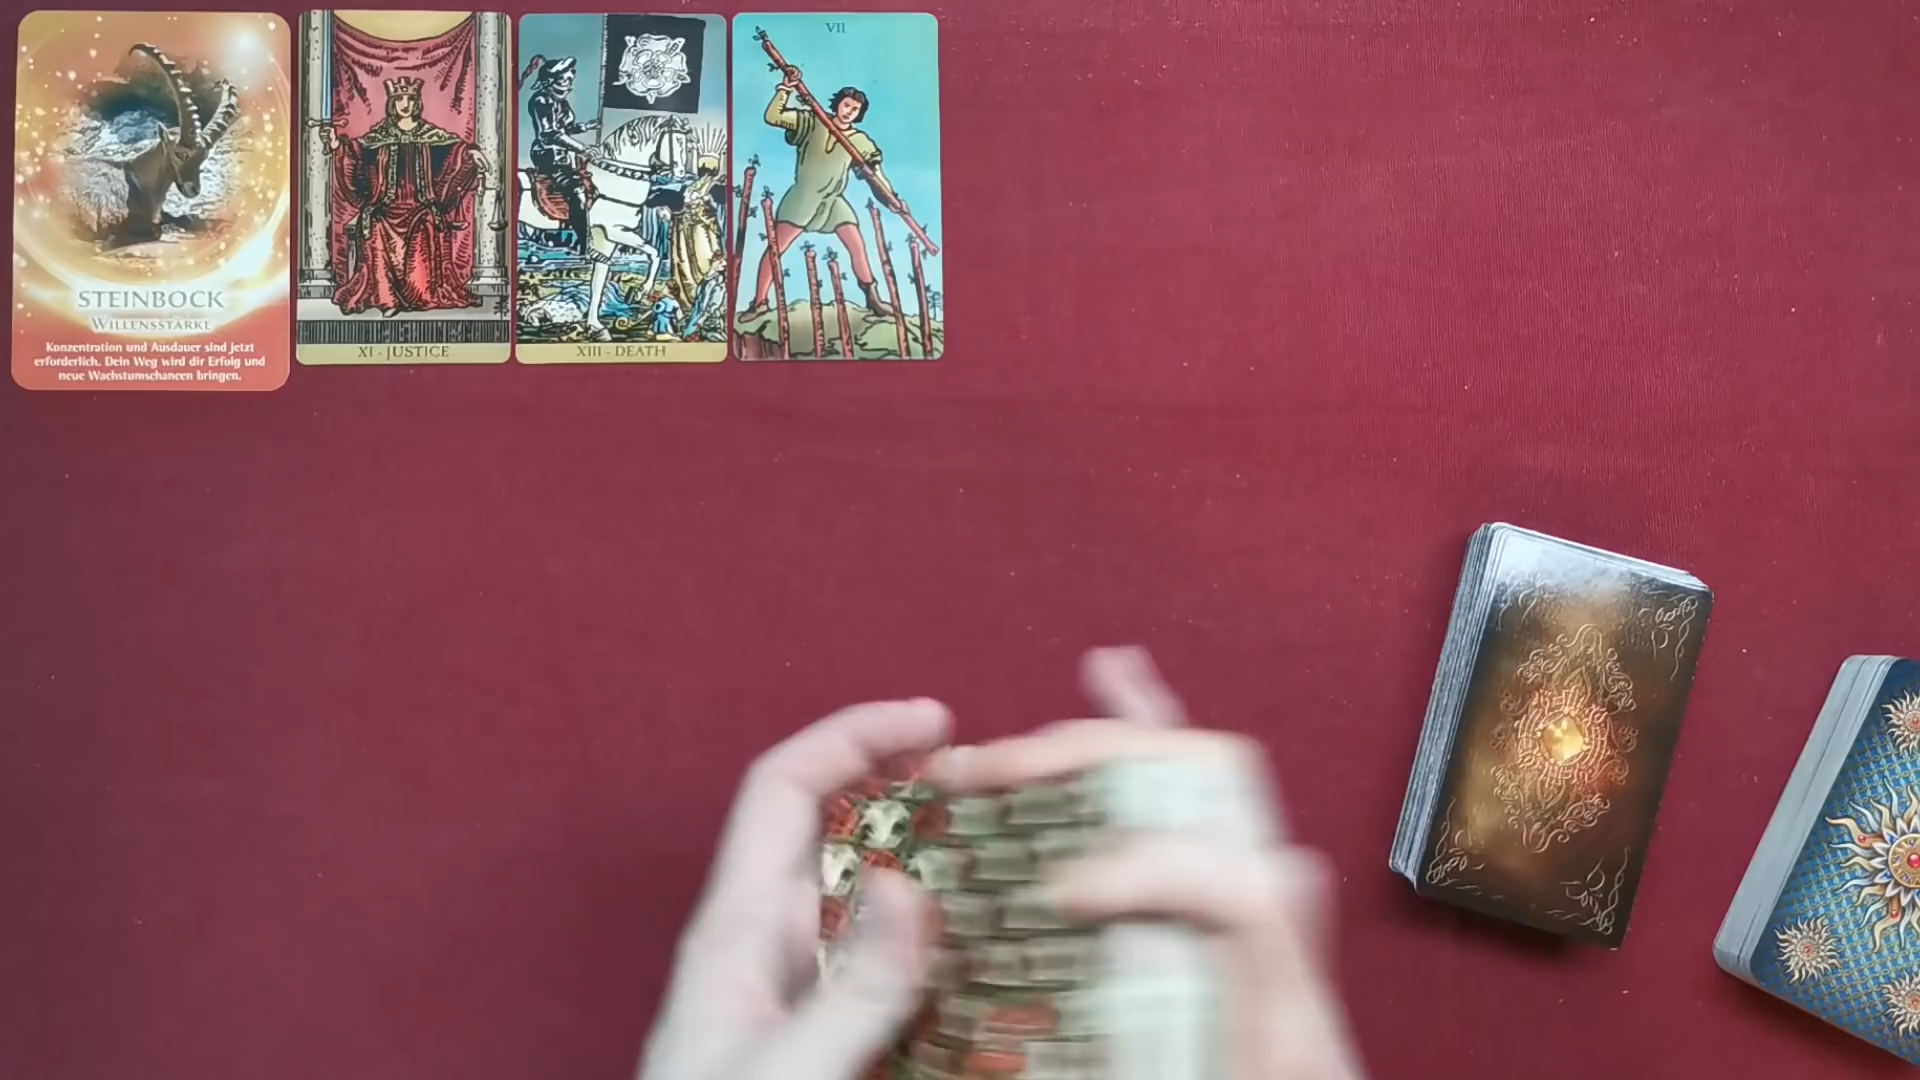 STEINBOCK
WILLENSSTÄRKE
Konzentration und Ausdauer sind jetzt
erforderlich. Dein Weg wird dir Erfolg und
neue Wachstumschancen bringen.
XI - JUSTICE
XIII - DEATH
VII